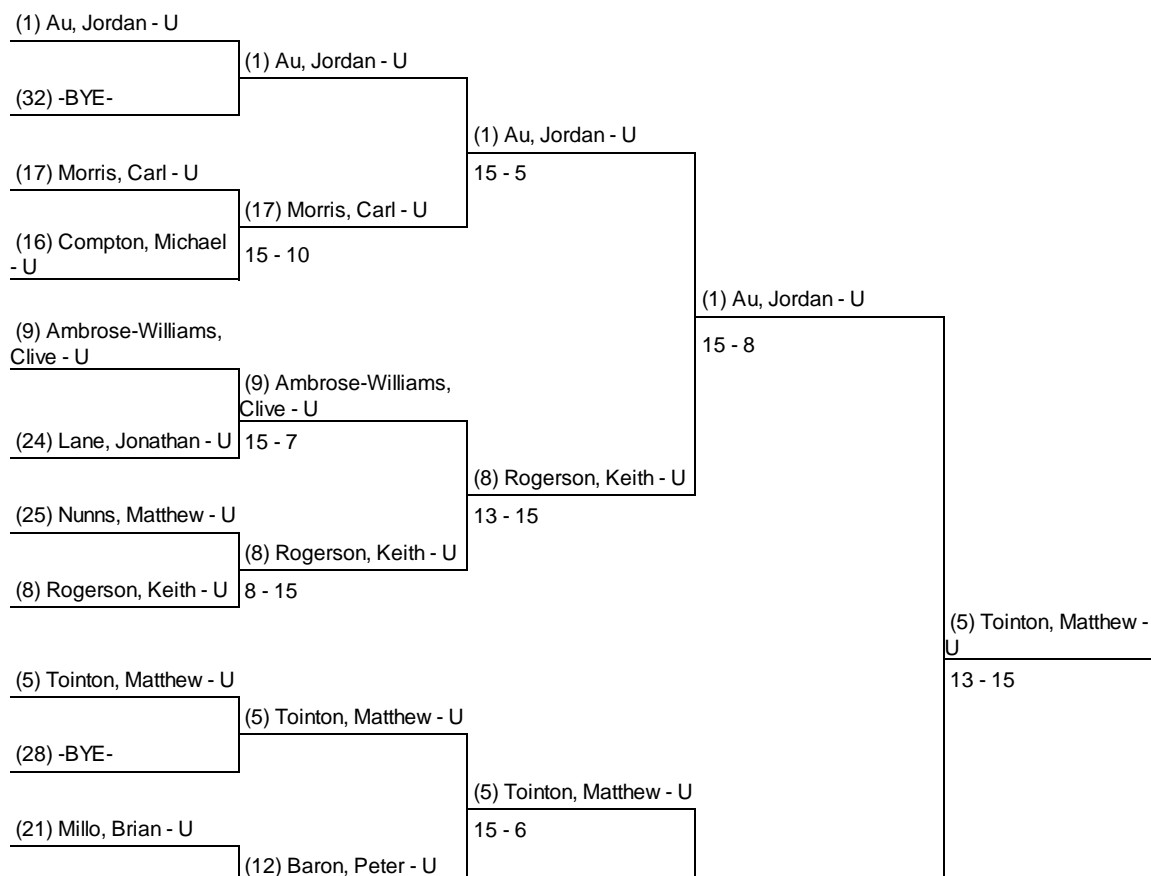 (1) Au, Jordan - U
(1) Au, Jordan - U
(32) -BYE-
(1) Au, Jordan - U
15 - 5
(17) Morris, Carl - U
(17) Morris, Carl - U
(16) Compton, Michael
- U
15 - 10
(1) Au, Jordan - U
15 - 8
(9) Ambrose-Williams,
Clive - U
(9) Ambrose-Williams,
Clive - U
(24) Lane, Jonathan - U
15 - 7
(8) Rogerson, Keith - U
13 - 15
(25) Nunns, Matthew - U
(8) Rogerson, Keith - U
(8) Rogerson, Keith - U
8 - 15
(5) Tointon, Matthew -
U
13 - 15
(5) Tointon, Matthew - U
(5) Tointon, Matthew - U
(28) -BYE-
(5) Tointon, Matthew - U
15 - 6
(21) Millo, Brian - U
(12) Baron, Peter - U